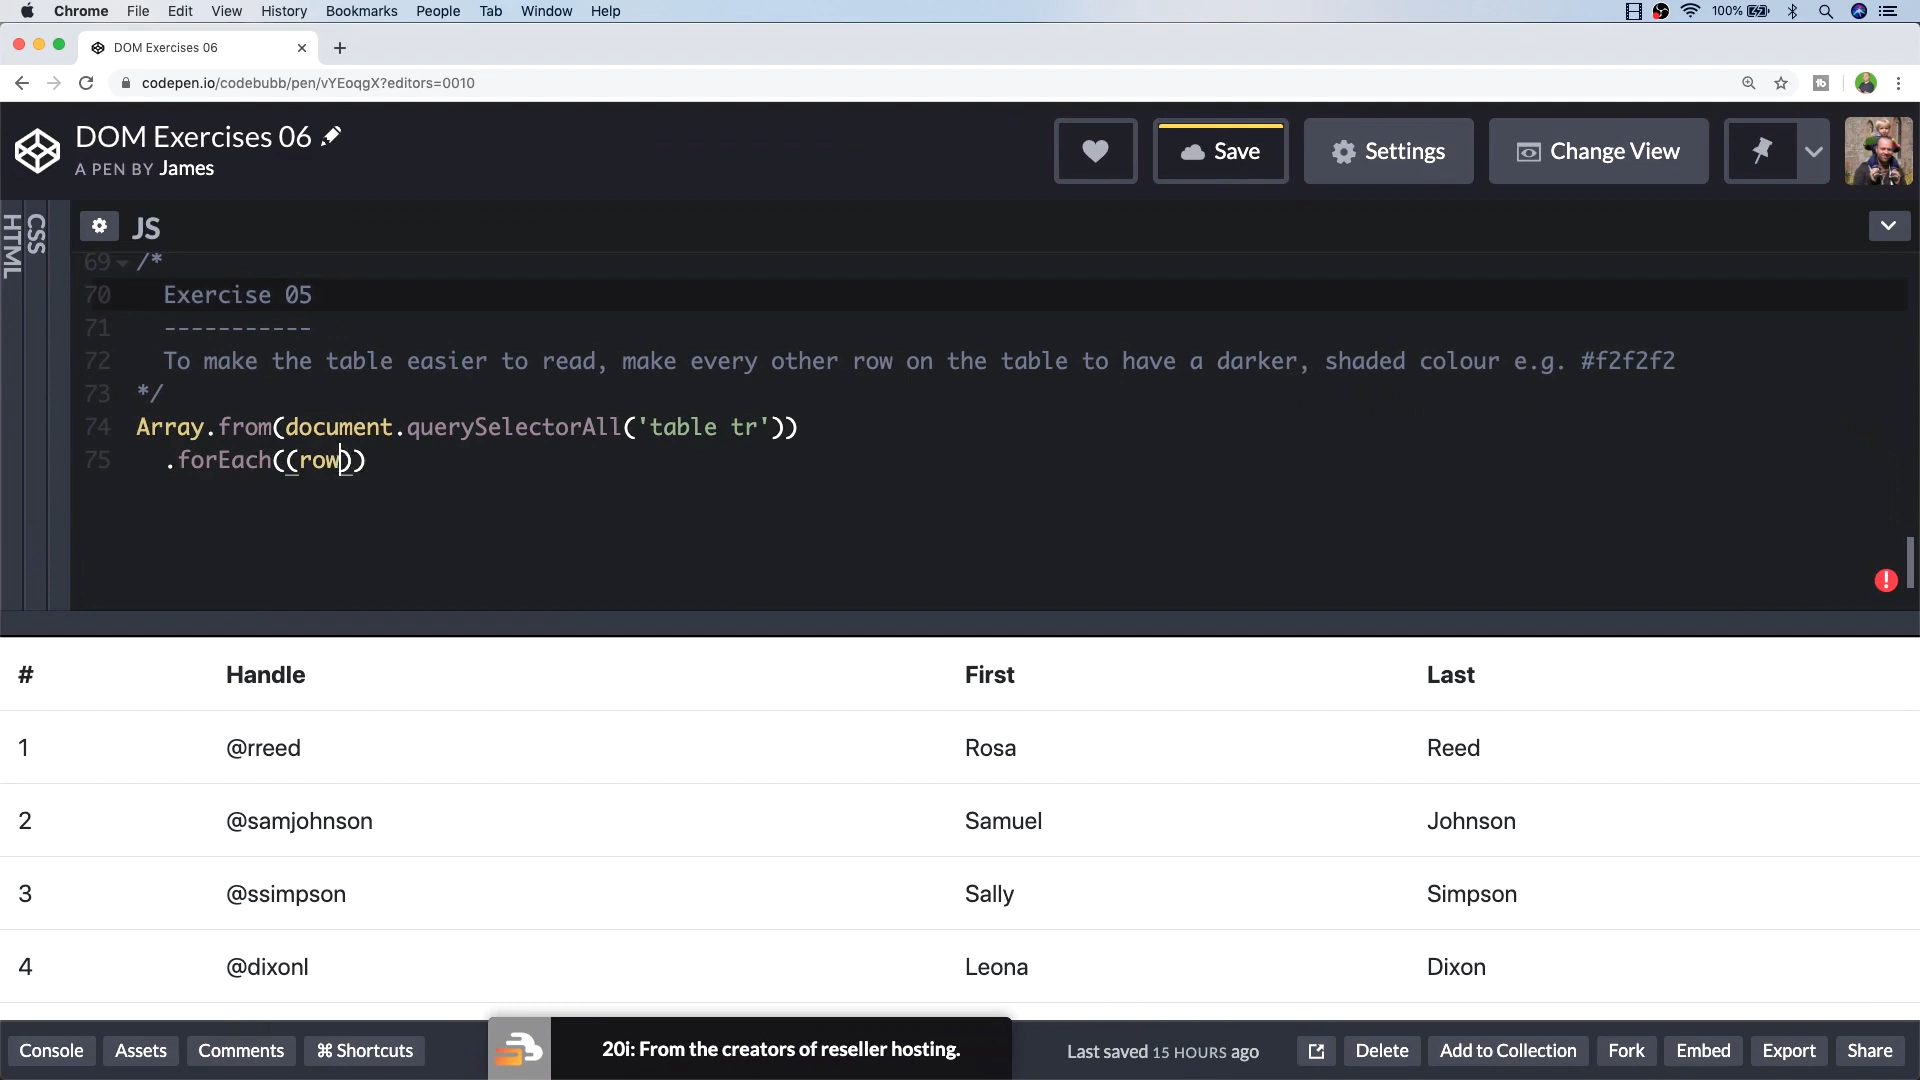 Chrome File Edit View History Bookmarks People Tab Window Help
100%
DOM Exercises 06
codepen.io/codebubb/pen/vYEoqgX?editors=0010
DOM Exercises 06
A PEN BY James
Save
Settings
Change View
HTML
CSS
JS
69 /*
70 Exercise 05
71 -----------
72 To make the table easier to read, make every other row on the table to have a darker, shaded colour e.g. #f2f2f2
73 */
74 Array.from(document.querySelectorAll('table tr'))
75 .forEach((row))
# Handle First Last
1 @rreed Rosa Reed
2 @samjohnson Samuel Johnson
3 @ssimpson Sally Simpson
4 @dixonl Leona Dixon
Console Assets Comments ⌘ Shortcuts
20i: From the creators of reseller hosting.
Last saved 15 HOURS ago
Delete Add to Collection Fork Embed Export Share